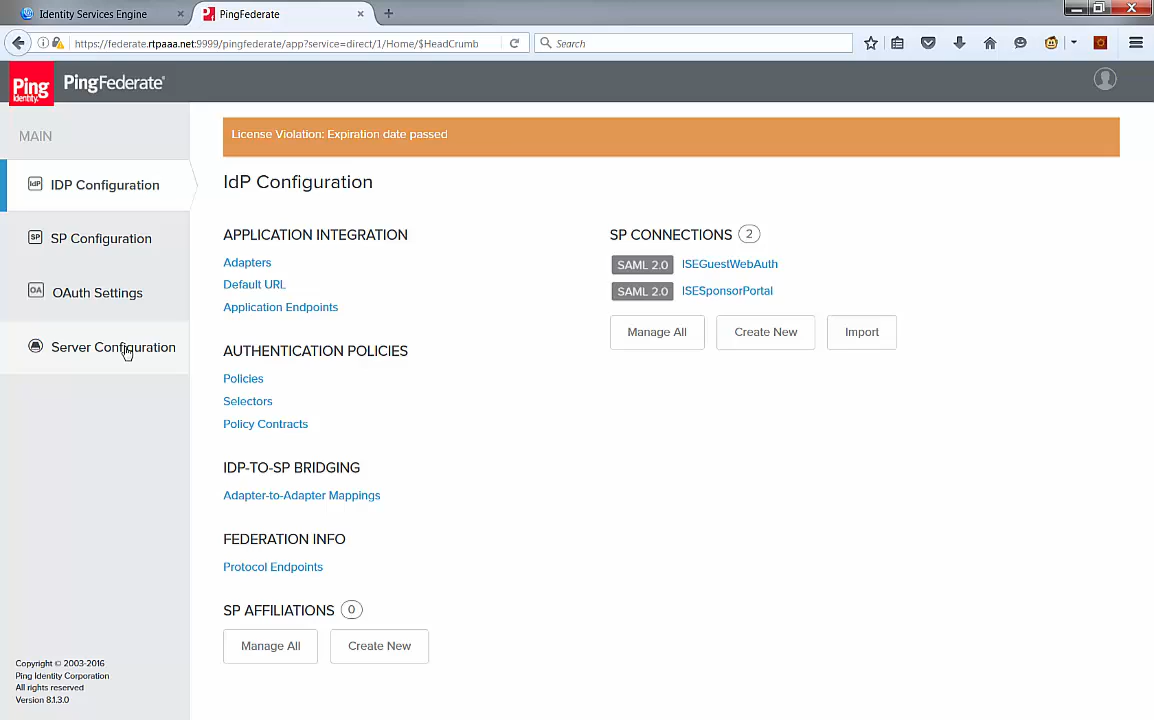 Identity Services Engine
PingFederate
https://federate.rtpaaa.net:9999/pingfederate/app?service=direct/1/Home/$HeadCrumb
Search
Ping
Identity.
PingFederate
MAIN
IdP IDP Configuration
SP SP Configuration
OA OAuth Settings
Server Configuration
License Violation: Expiration date passed
IdP Configuration
APPLICATION INTEGRATION
Adapters
Default URL
Application Endpoints
AUTHENTICATION POLICIES
Policies
Selectors
Policy Contracts
IDP-TO-SP BRIDGING
Adapter-to-Adapter Mappings
FEDERATION INFO
Protocol Endpoints
SP AFFILIATIONS 0
Manage All Create New
SP CONNECTIONS 2
SAML 2.0 ISEGuestWebAuth
SAML 2.0 ISESponsorPortal
Manage All Create New Import
Copyright © 2003-2016
Ping Identity Corporation
All rights reserved
Version 8.1.3.0